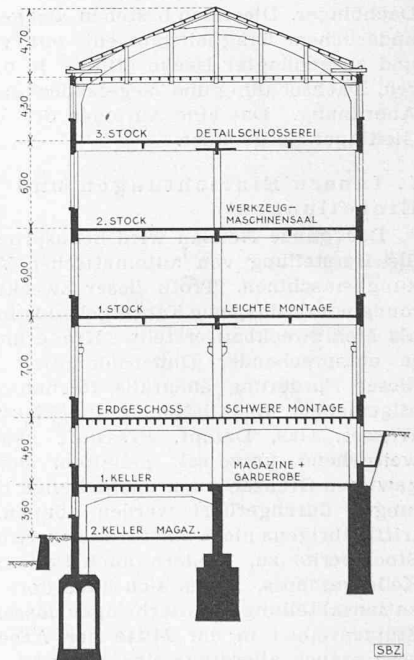 4,70
4,30
3. STOCK DETAILSCHLOSSEREI
6,00
2. STOCK WERKZEUG-
MASCHINENSAAL
6,00
1. STOCK LEICHTE MONTAGE
7,00
ERDGESCHOSS SCHWERE MONTAGE
4,60
1. KELLER MAGAZINE +
GARDEROBE
3,60
2. KELLER MAGAZ.
SBZ